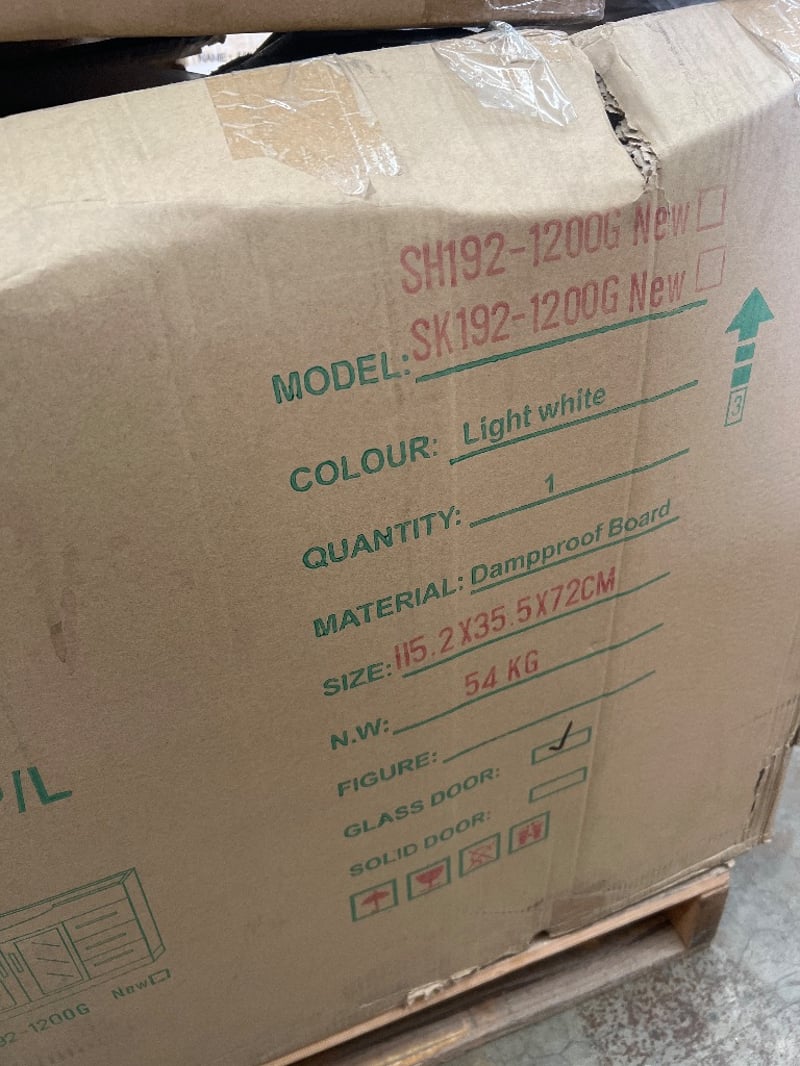 SH192-1200G New
SK192-1200G New
MODEL:
COLOUR: Light white
QUANTITY: 1
MATERIAL: Dampproof Board
SIZE: 115.2X35.5X72CM
N.W: 54 KG
FIGURE:
GLASS DOOR:
SOLID DOOR:
3
P/L
92-1200G New